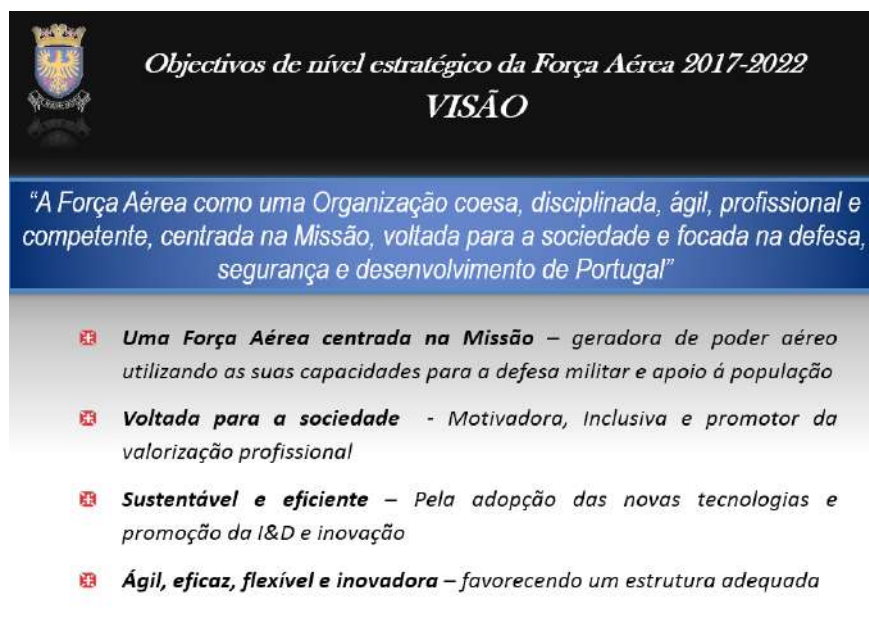 Objectivos de nível estratégico da Força Aérea 2017-2022
VISÃO
“A Força Aérea como uma Organização coesa, disciplinada, ágil, profissional e
competente, centrada na Missão, voltada para a sociedade e focada na defesa,
segurança e desenvolvimento de Portugal”
Uma Força Aérea centrada na Missão – geradora de poder aéreo
utilizando as suas capacidades para a defesa militar e apoio á população
Voltada para a sociedade - Motivadora, Inclusiva e promotor da
valorização profissional
Sustentável e eficiente – Pela adopção das novas tecnologias e
promoção da I&D e inovação
Ágil, eficaz, flexível e inovadora – favorecendo um estrutura adequada